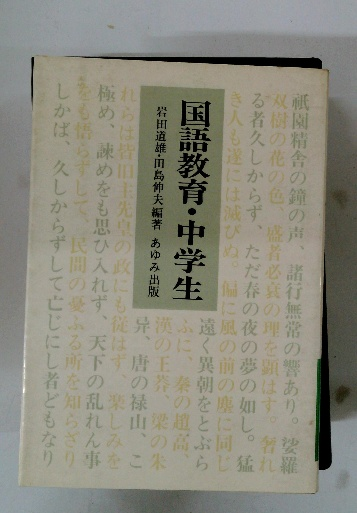 国語教育・中学生
岩田道雄・田島伸夫編著 あゆみ出版
祇園精舎の鐘の声、諸行無常の響あり。娑羅
双樹の花の色、盛者必衰の理を顕はす。奢れ
る者久しからず、ただ春の夜の夢の如し。猛
き人も遂には滅びぬ。偏に風の前の塵に同じ
遠く異朝をとぶら
ふに、秦の趙高、
漢の王莽、梁の朱
异、唐の禄山、こ
れらは皆旧主先皇の政にも従はず、楽しみを
極め、諫めをも思ひ入れず、天下の乱れん事
をも悟らずして、民間の憂ふる所を知らざり
しかば、久しからずして亡じにし者どもなり